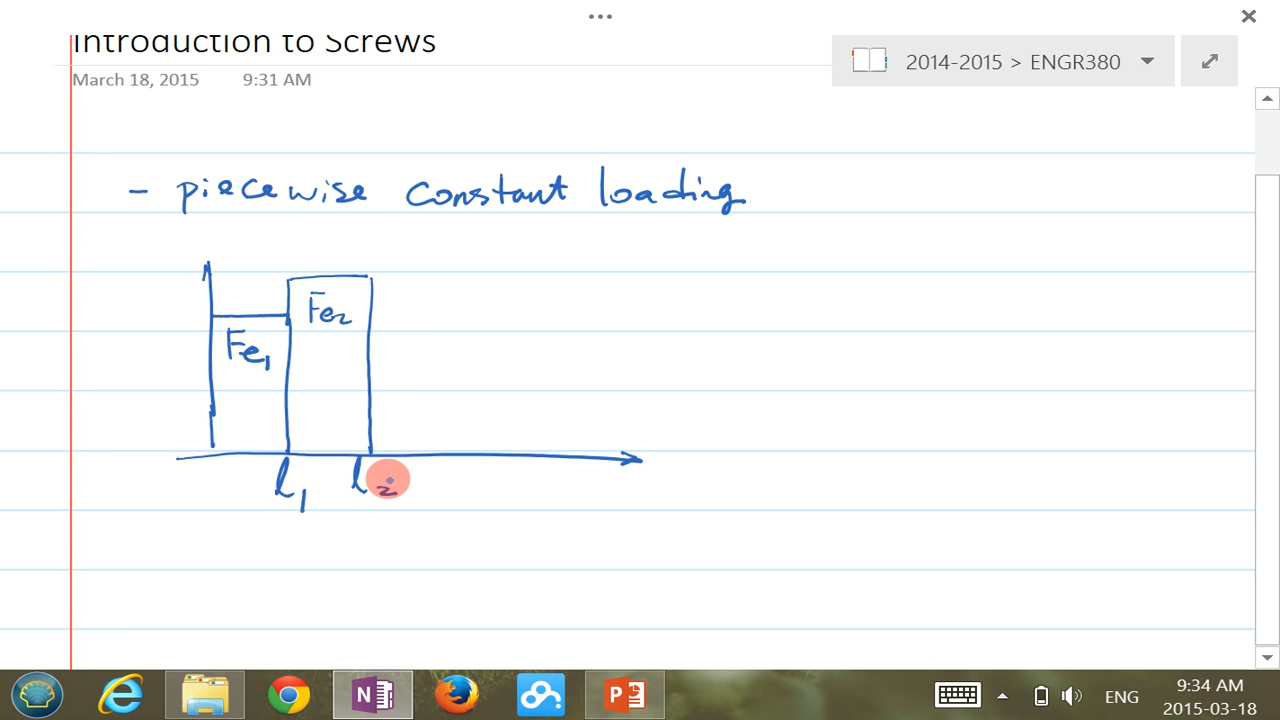 Introduction to Screws
March 18, 2015 9:31 AM
2014-2015 > ENGR380
- piecewise constant loading
Fe1
Fe2
l1
l2
ENG
9:34 AM
2015-03-18